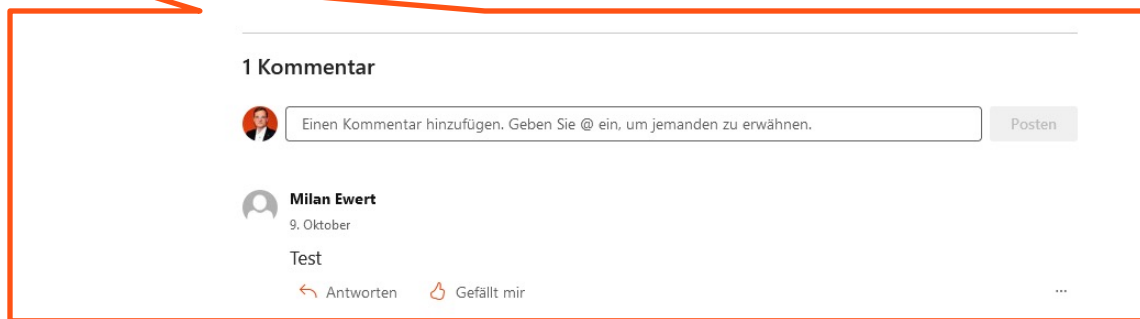 1 Kommentar
Einen Kommentar hinzufügen. Geben Sie @ ein, um jemanden zu erwähnen.
Posten
Milan Ewert
9. Oktober
Test
Antworten Gefällt mir ...